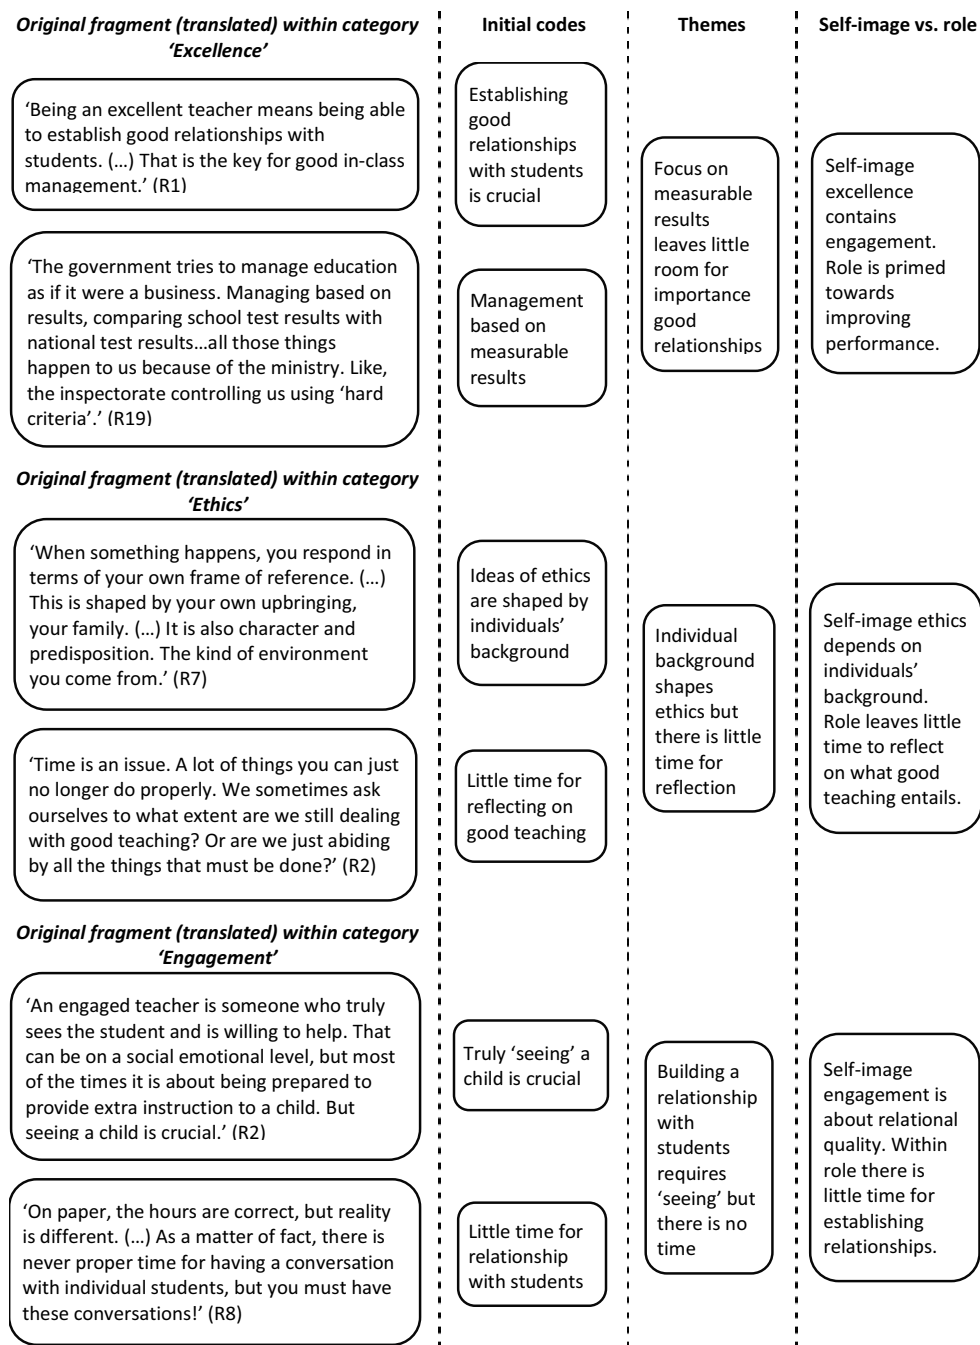 Original fragment (translated) within category
‘Excellence’
Initial codes
Themes
Self-image vs. role
‘Being an excellent teacher means being able
to establish good relationships with
students. (…) That is the key for good in-class
management.’ (R1)
‘The government tries to manage education
as if it were a business. Managing based on
results, comparing school test results with
national test results…all those things
happen to us because of the ministry. Like,
the inspectorate controlling us using ‘hard
criteria’.’ (R19)
Establishing
good
relationships
with students
is crucial
Management
based on
measurable
results
Focus on
measurable
results
leaves little
room for
importance
good
relationships
Self-image
excellence
contains
engagement.
Role is primed
towards
improving
performance.
Original fragment (translated) within category
‘Ethics’
‘When something happens, you respond in
terms of your own frame of reference. (…)
This is shaped by your own upbringing,
your family. (…) It is also character and
predisposition. The kind of environment
you come from.’ (R7)
‘Time is an issue. A lot of things you can just
no longer do properly. We sometimes ask
ourselves to what extent are we still dealing
with good teaching? Or are we just abiding
by all the things that must be done?’ (R2)
Ideas of ethics
are shaped by
individuals’
background
Little time for
reflecting on
good teaching
Individual
background
shapes
ethics but
there is little
time for
reflection
Self-image ethics
depends on
individuals’
background.
Role leaves little
time to reflect
on what good
teaching entails.
Original fragment (translated) within category
‘Engagement’
‘An engaged teacher is someone who truly
sees the student and is willing to help. That
can be on a social emotional level, but most
of the times it is about being prepared to
provide extra instruction to a child. But
seeing a child is crucial.’ (R2)
‘On paper, the hours are correct, but reality
is different. (…) As a matter of fact, there is
never proper time for having a conversation
with individual students, but you must have
these conversations!’ (R8)
Truly ‘seeing’ a
child is crucial
Little time for
relationship
with students
Building a
relationship
with
students
requires
‘seeing’ but
there is no
time
Self-image
engagement is
about relational
quality. Within
role there is
little time for
establishing
relationships.